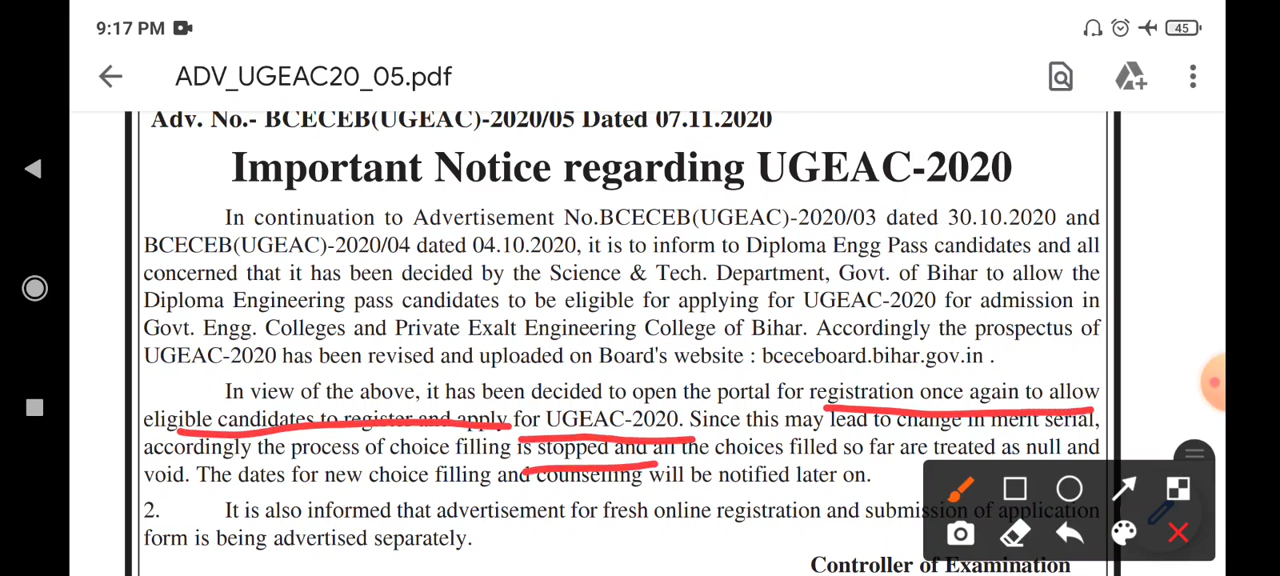 9:17 PM
45
ADV_UGEAC20_05.pdf
Adv. No.- BCECEB(UGEAC)-2020/05 Dated 07.11.2020
Important Notice regarding UGEAC-2020
In continuation to Advertisement No.BCECEB(UGEAC)-2020/03 dated 30.10.2020 and
BCECEB(UGEAC)-2020/04 dated 04.10.2020, it is to inform to Diploma Engg Pass candidates and all
concerned that it has been decided by the Science & Tech. Department, Govt. of Bihar to allow the
Diploma Engineering pass candidates to be eligible for applying for UGEAC-2020 for admission in
Govt. Engg. Colleges and Private Exalt Engineering College of Bihar. Accordingly the prospectus of
UGEAC-2020 has been revised and uploaded on Board's website : bceceboard.bihar.gov.in .
In view of the above, it has been decided to open the portal for registration once again to allow
eligible candidates to register and apply for UGEAC-2020. Since this may lead to change in merit serial,
accordingly the process of choice filling is stopped and all the choices filled so far are treated as null and
void. The dates for new choice filling and counselling will be notified later on.
2. It is also informed that advertisement for fresh online registration and submission of application
form is being advertised separately.
Controller of Examination